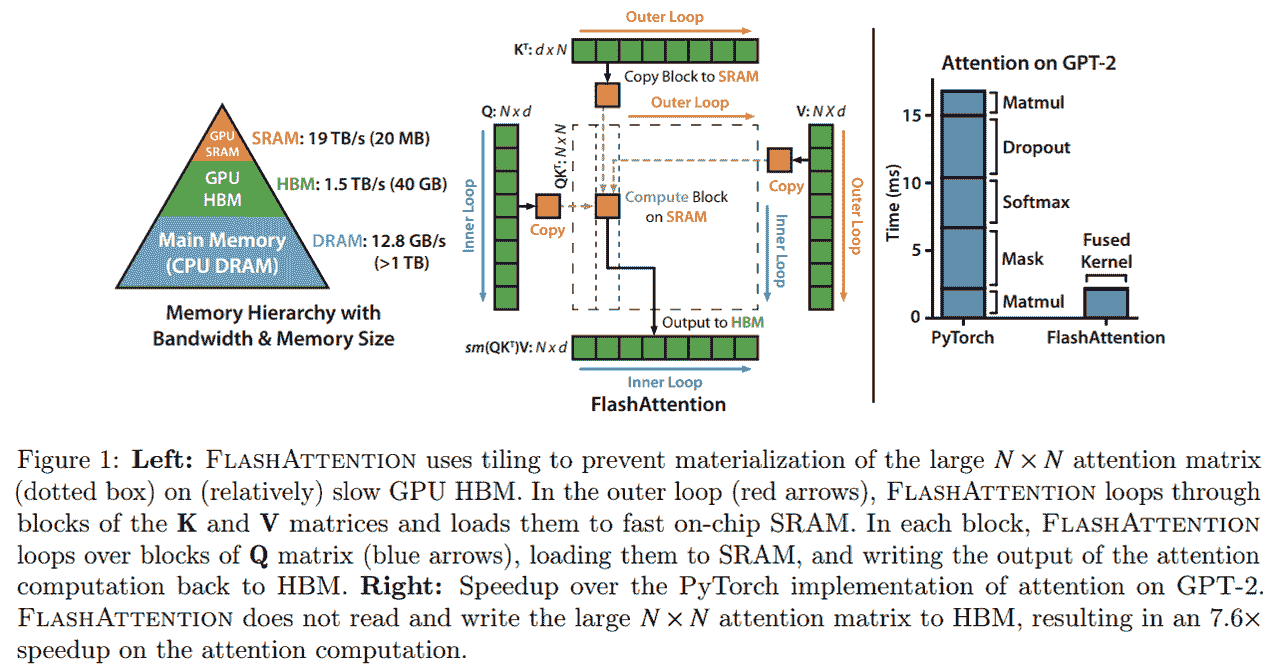 GPU
SRAM
GPU
HBM
Main Memory
(CPU DRAM)
SRAM: 19 TB/s (20 MB)
HBM: 1.5 TB/s (40 GB)
DRAM: 12.8 GB/s
(>1 TB)
Memory Hierarchy with
Bandwidth & Memory Size
Outer Loop
Kᵀ: d x N
Copy Block to SRAM
Outer Loop
Q: N x d
V: N X d
QKᵀ: N x N
Copy
Copy
Compute Block
on SRAM
Inner Loop
Inner Loop
Outer Loop
Output to HBM
sm(QKᵀ)V: N x d
Inner Loop
FlashAttention
Attention on GPT-2
Time (ms)
15
10
5
0
Matmul
Dropout
Softmax
Mask
Matmul
Fused
Kernel
PyTorch
FlashAttention
Figure 1: Left: FLASHATTENTION uses tiling to prevent materialization of the large N × N attention matrix
(dotted box) on (relatively) slow GPU HBM. In the outer loop (red arrows), FLASHATTENTION loops through
blocks of the K and V matrices and loads them to fast on-chip SRAM. In each block, FLASHATTENTION
loops over blocks of Q matrix (blue arrows), loading them to SRAM, and writing the output of the attention
computation back to HBM. Right: Speedup over the PyTorch implementation of attention on GPT-2.
FLASHATTENTION does not read and write the large N × N attention matrix to HBM, resulting in an 7.6×
speedup on the attention computation.